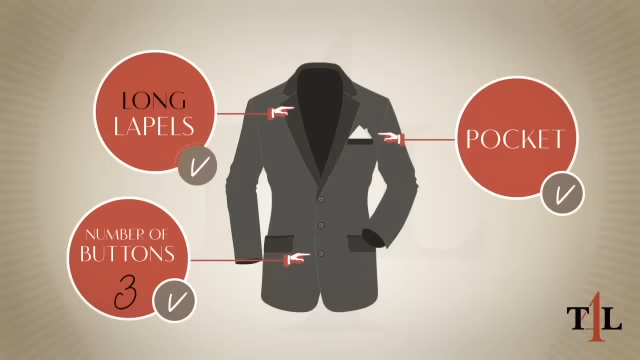 LONG
LAPELS
POCKET
NUMBER OF
BUTTONS
3
T1L